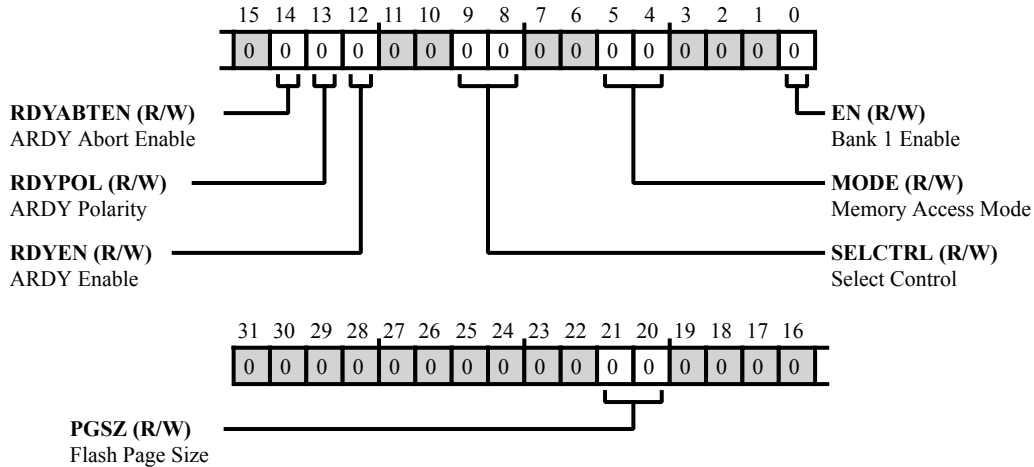 15 14 13 12 11 10 9 8 7 6 5 4 3 2 1 0
0 0 0 0 0 0 0 0 0 0 0 0 0 0 0 0
RDYABTEN (R/W)
ARDY Abort Enable
RDYPOL (R/W)
ARDY Polarity
RDYEN (R/W)
ARDY Enable
EN (R/W)
Bank 1 Enable
MODE (R/W)
Memory Access Mode
SELCTRL (R/W)
Select Control
31 30 29 28 27 26 25 24 23 22 21 20 19 18 17 16
0 0 0 0 0 0 0 0 0 0 0 0 0 0 0 0
PGSZ (R/W)
Flash Page Size